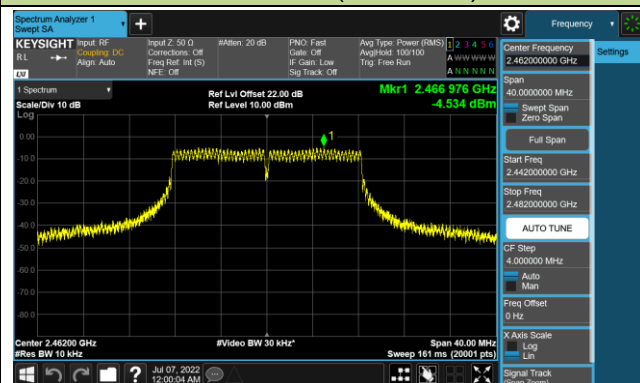 Spectrum Analyzer 1
Swept SA
Frequency
KEYSIGHT
RL
Input: RF
Coupling: DC
Align: Auto
Input Z: 50 Ω
Corrections: Off
Freq Ref: Int (S)
NFE: Off
#Atten: 20 dB
PNO: Fast
Gate: Off
IF Gain: Low
Sig Track: Off
Avg Type: Power (RMS)
Avg|Hold: 100/100
Trig: Free Run
1 2 3 4 5 6
A W W W W W
A N N N N N
1 Spectrum
Scale/Div 10 dB
Log
Ref Lvl Offset 22.00 dB
Ref Level 10.00 dBm
Mkr1 2.466 976 GHz
-4.534 dBm
1
0.00
-10.0
-20.0
-30.0
-40.0
-50.0
-60.0
-70.0
-80.0
Center 2.46200 GHz
#Res BW 10 kHz
#Video BW 30 kHz*
Span 40.00 MHz
Sweep 161 ms (20001 pts)
Jul 07, 2022
12:00:04 AM
Center Frequency
2.462000000 GHz
Settings
Span
40.0000000 MHz
Swept Span
Zero Span
Full Span
Start Freq
2.442000000 GHz
Stop Freq
2.482000000 GHz
AUTO TUNE
CF Step
4.000000 MHz
Auto
Man
Freq Offset
0 Hz
X Axis Scale
Log
Lin
Signal Track
(Span Zoom)